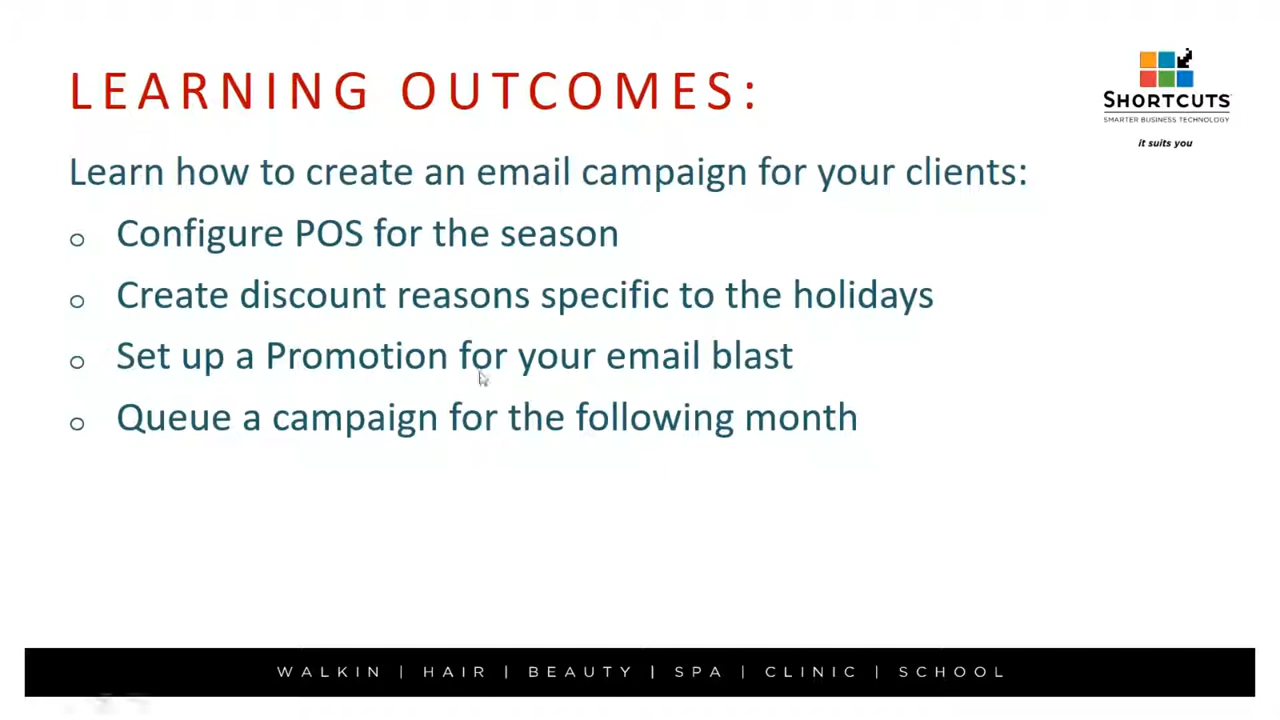 LEARNING OUTCOMES:
SHORTCUTS
SMARTER BUSINESS TECHNOLOGY
it suits you
Learn how to create an email campaign for your clients:
o Configure POS for the season
o Create discount reasons specific to the holidays
o Set up a Promotion for your email blast
o Queue a campaign for the following month
WALKIN | HAIR | BEAUTY | SPA | CLINIC | SCHOOL